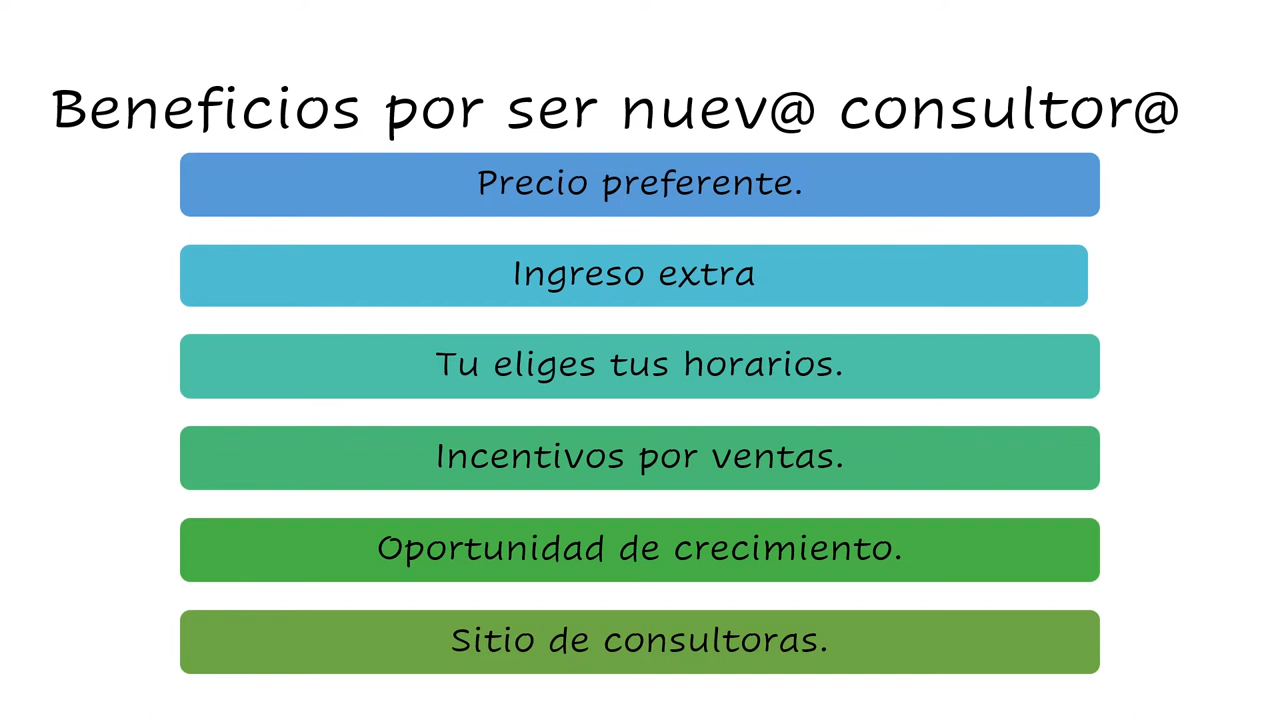 Beneficios por ser nuev@ consultor@
Precio preferente.
Ingreso extra
Tu eliges tus horarios.
Incentivos por ventas.
Oportunidad de crecimiento.
Sitio de consultoras.